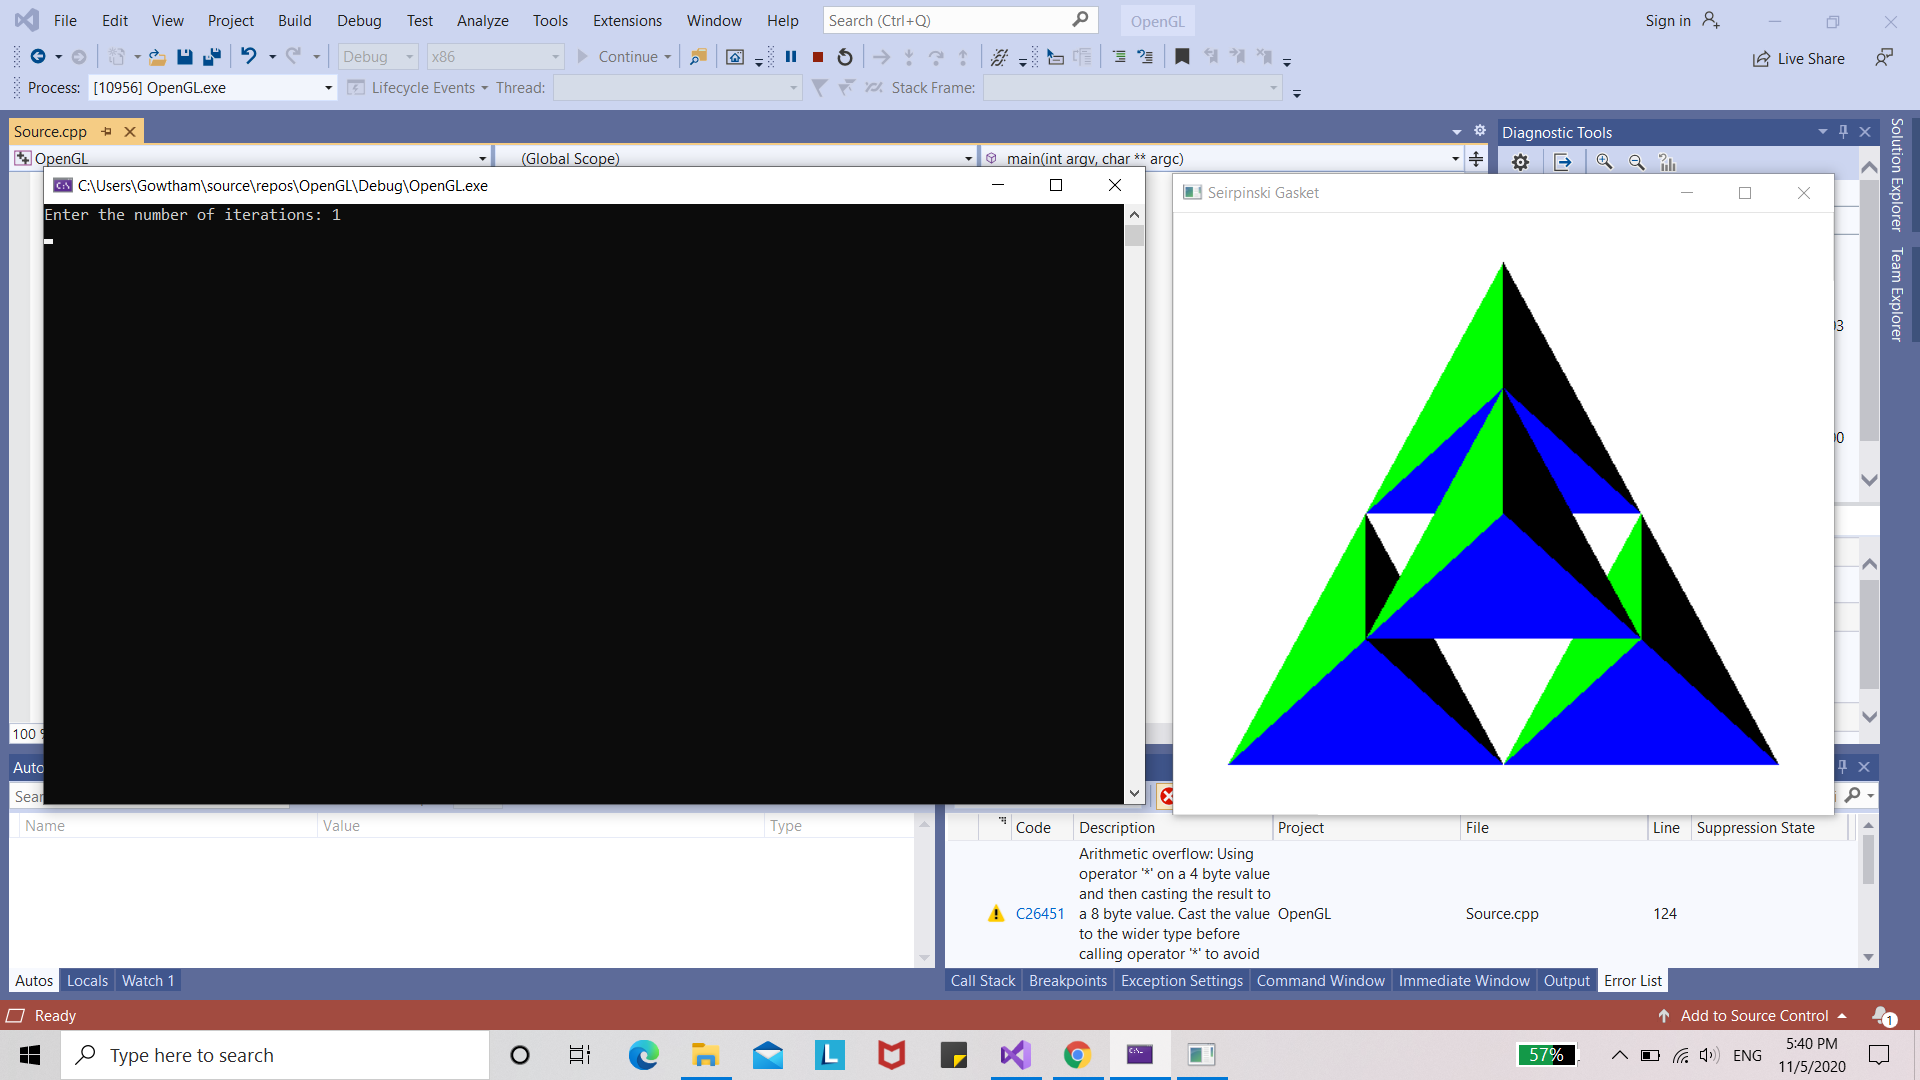 File Edit View Project Build Debug Test Analyze Tools Extensions Window Help Search (Ctrl+Q) OpenGL Sign in
Debug x86 Continue Live Share
Process: [10956] OpenGL.exe Lifecycle Events Thread: Stack Frame:
Source.cpp
Diagnostic Tools
OpenGL (Global Scope) main(int argv, char ** argc)
C:\Users\Gowtham\source\repos\OpenGL\Debug\OpenGL.exe
Enter the number of iterations: 1
Seirpinski Gasket
Solution Explorer
Team Explorer
100 %
Name Value Type
Code Description Project File Line Suppression State
Arithmetic overflow: Using
operator '*' on a 4 byte value
and then casting the result to
C26451 a 8 byte value. Cast the value OpenGL Source.cpp 124
to the wider type before
calling operator '*' to avoid
Autos Locals Watch 1
Call Stack Breakpoints Exception Settings Command Window Immediate Window Output Error List
Ready Add to Source Control 1
Type here to search
57% ENG
5:40 PM
11/5/2020